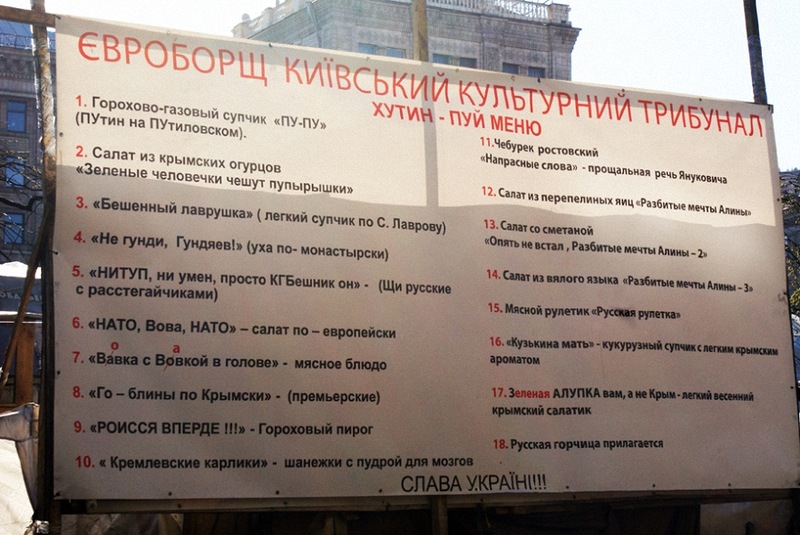 ЄВРОБОРЩ КИЇВСЬКИЙ КУЛЬТУРНИЙ ТРИБУНАЛ
ХУТИН - ПУЙ МЕНЮ
1. Горохово-газовый супчик «ПУ-ПУ»
(ПУтин на ПУтиловском).
2. Салат из крымских огурцов
«Зеленые человечки чешут пупырышки»
3. «Бешенный лаврушка» ( легкий супчик по С. Лаврову)
4. «Не гунди, Гундяев!» (уха по- монастырски)
5. «НИТУП, ни умен, просто КГБешник он» - (Щи русские
с расстегайчиками)
6. «НАТО, Вова, НАТО» – салат по – европейски
о а
7. «Вавка с Вовкой в голове» - мясное блюдо
8. «Го – блины по Крымски» - (премьерские)
9. «РОИССЯ ВПЕРДЕ !!!» - Гороховый пирог
10. « Кремлевские карлики» - шанежки с пудрой для мозгов
11.Чебурек ростовский
«Напрасные слова» - прощальная речь Януковича
12. Салат из перепелиных яиц «Разбитые мечты Алины»
13. Салат со сметаной
«Опять не встал , Разбитые мечты Алины – 2»
14. Салат из вялого языка «Разбитые мечты Алины – 3»
15. Мясной рулетик «Русская рулетка»
16. «Кузькина мать» - кукурузный супчик с легким крымским
ароматом
17. Зеленая АЛУПКА вам, а не Крым - легкий весенний
крымский салатик
18. Русская горчица прилагается
СЛАВА УКРАЇНІ!!!